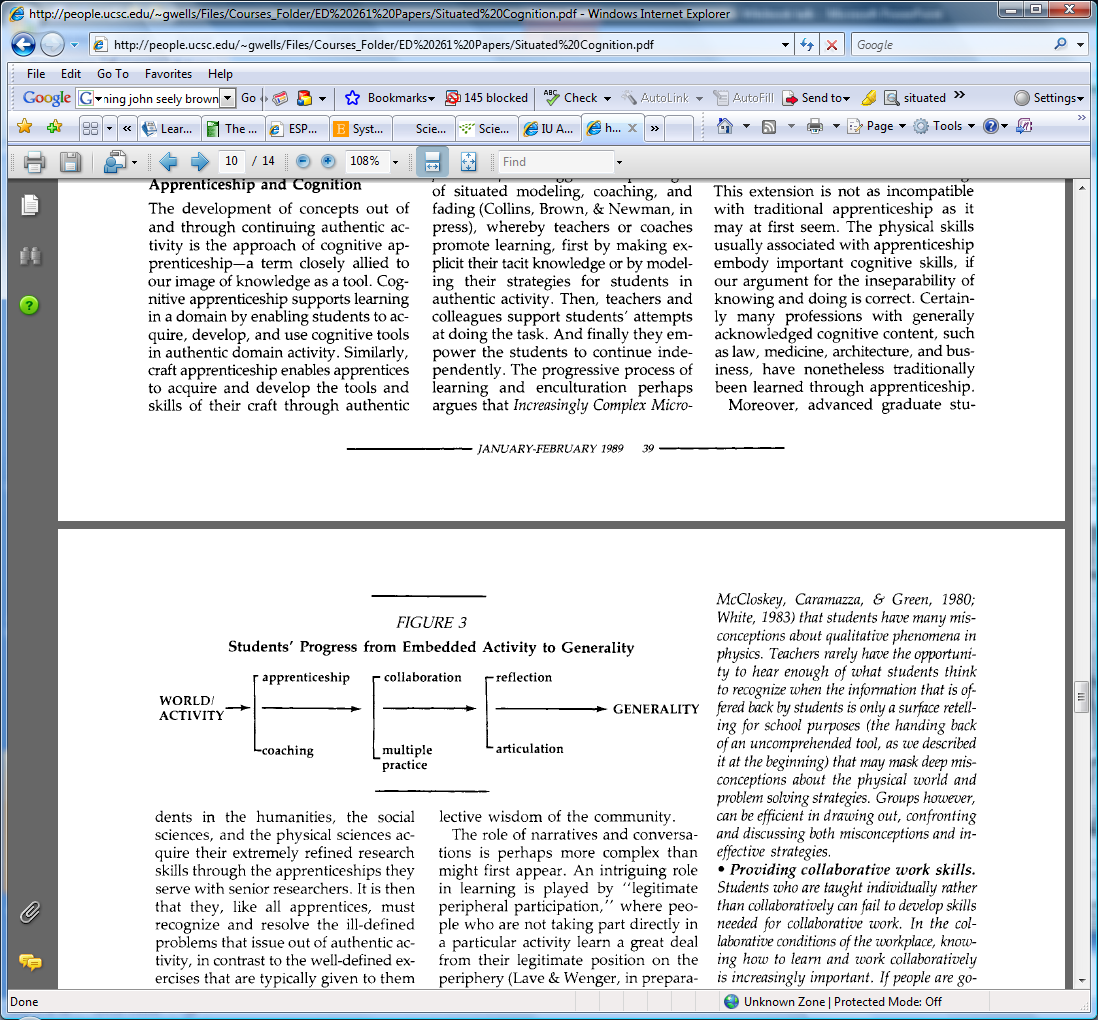 http://people.ucsc.edu/~gwells/Files/Courses_Folder/ED%20261%20Papers/Situated%20Cognition.pdf - Windows Internet Explorer
http://people.ucsc.edu/~gwells/Files/Courses_Folder/ED%20261%20Papers/Situated%20Cognition.pdf
Google
File Edit Go To Favorites Help
Google G ning john seely brown Go Bookmarks 145 blocked ABC Check AutoLink AutoFill Send to situated » Settings
« Lear... The ... ESP... Syst... Scie... Scie... IU A... h... » Page Tools »
10 / 14 108% Find
Apprenticeship and Cognition
The development of concepts out of
and through continuing authentic ac-
tivity is the approach of cognitive ap-
prenticeship—a term closely allied to
our image of knowledge as a tool. Cog-
nitive apprenticeship supports learning
in a domain by enabling students to ac-
quire, develop, and use cognitive tools
in authentic domain activity. Similarly,
craft apprenticeship enables apprentices
to acquire and develop the tools and
skills of their craft through authentic
of situated modeling, coaching, and
fading (Collins, Brown, & Newman, in
press), whereby teachers or coaches
promote learning, first by making ex-
plicit their tacit knowledge or by model-
ing their strategies for students in
authentic activity. Then, teachers and
colleagues support students' attempts
at doing the task. And finally they em-
power the students to continue inde-
pendently. The progressive process of
learning and enculturation perhaps
argues that Increasingly Complex Micro-
This extension is not as incompatible
with traditional apprenticeship as it
may at first seem. The physical skills
usually associated with apprenticeship
embody important cognitive skills, if
our argument for the inseparability of
knowing and doing is correct. Certain-
ly many professions with generally
acknowledged cognitive content, such
as law, medicine, architecture, and bus-
iness, have nonetheless traditionally
been learned through apprenticeship.
Moreover, advanced graduate stu-
JANUARY-FEBRUARY 1989 39
FIGURE 3
Students' Progress from Embedded Activity to Generality
apprenticeship collaboration reflection
WORLD/
ACTIVITY
GENERALITY
coaching multiple articulation
practice
dents in the humanities, the social
sciences, and the physical sciences ac-
quire their extremely refined research
skills through the apprenticeships they
serve with senior researchers. It is then
that they, like all apprentices, must
recognize and resolve the ill-defined
problems that issue out of authentic ac-
tivity, in contrast to the well-defined ex-
ercises that are typically given to them
lective wisdom of the community.
The role of narratives and conversa-
tions is perhaps more complex than
might first appear. An intriguing role
in learning is played by "legitimate
peripheral participation," where peo-
ple who are not taking part directly in
a particular activity learn a great deal
from their legitimate position on the
periphery (Lave & Wenger, in prepara-
McCloskey, Caramazza, & Green, 1980;
White, 1983) that students have many mis-
conceptions about qualitative phenomena in
physics. Teachers rarely have the opportuni-
ty to hear enough of what students think
to recognize when the information that is of-
fered back by students is only a surface retell-
ing for school purposes (the handing back
of an uncomprehended tool, as we described
it at the beginning) that may mask deep mis-
conceptions about the physical world and
problem solving strategies. Groups however,
can be efficient in drawing out, confronting
and discussing both misconceptions and in-
effective strategies.
• Providing collaborative work skills.
Students who are taught individually rather
than collaboratively can fail to develop skills
needed for collaborative work. In the col-
laborative conditions of the workplace, know-
ing how to learn and work collaboratively
is increasingly important. If people are go-
Done
Unknown Zone | Protected Mode: Off